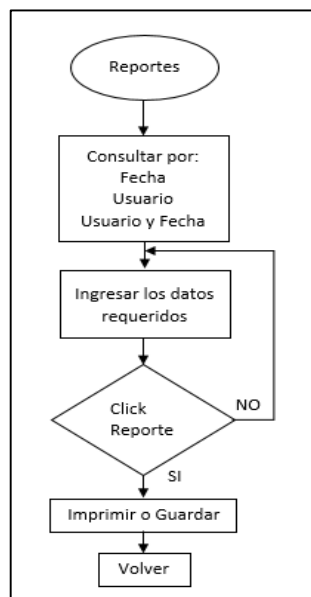 Reportes
Consultar por:
Fecha
Usuario
Usuario y Fecha
Ingresar los datos
requeridos
Click
Reporte
NO
SI
Imprimir o Guardar
Volver